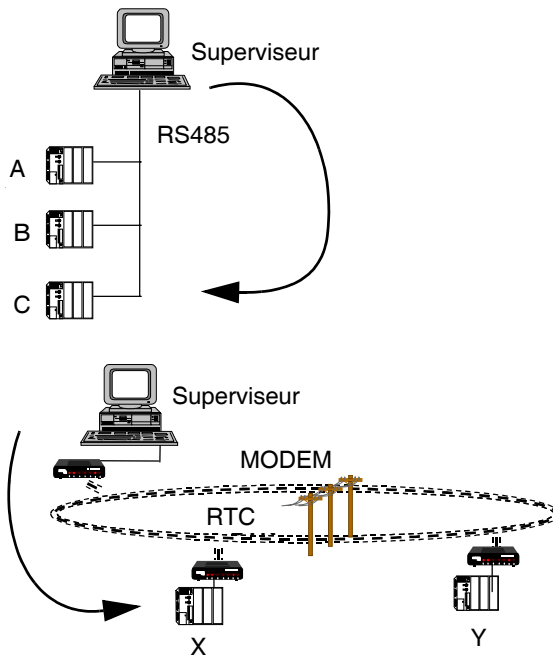 Superviseur
RS485
A
B
C
Superviseur
MODEM
RTC
X
Y